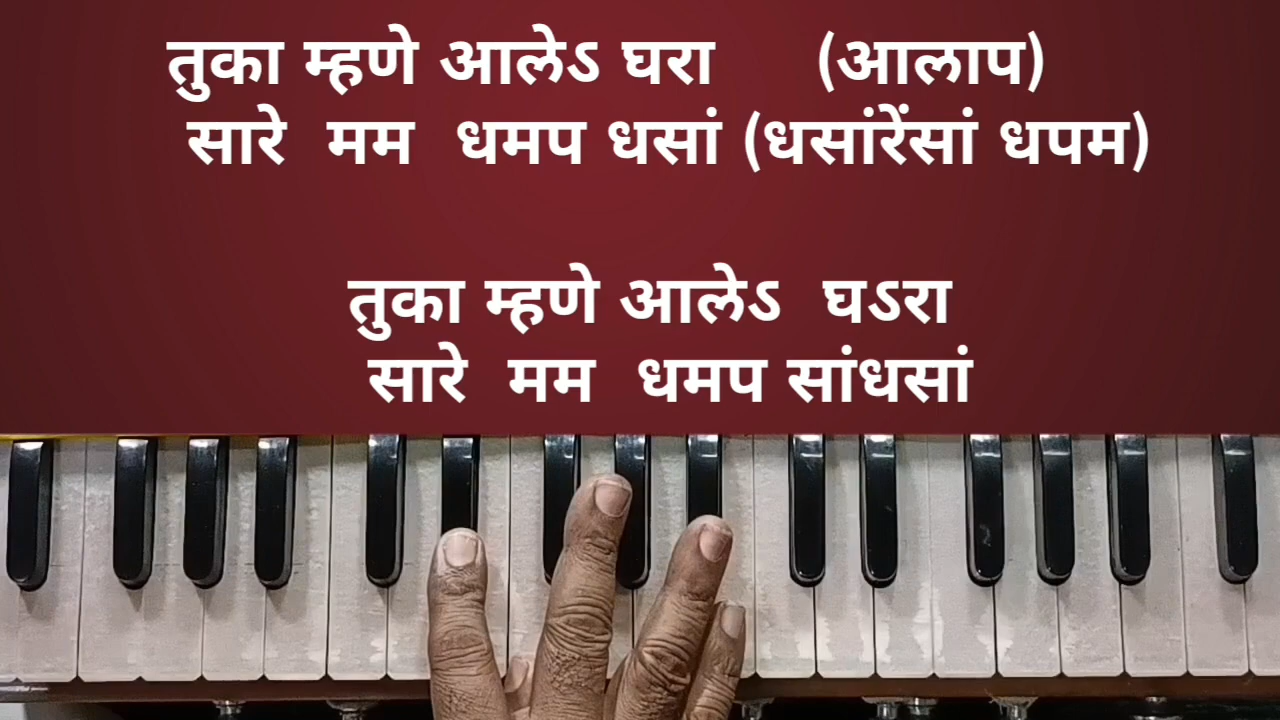 तुका म्हणे आलेऽ घरा (आलाप)
सारे मम धमप धसां (धसांरेंसां धपम)
तुका म्हणे आलेऽ घऽरा
सारे मम धमप सांधसां